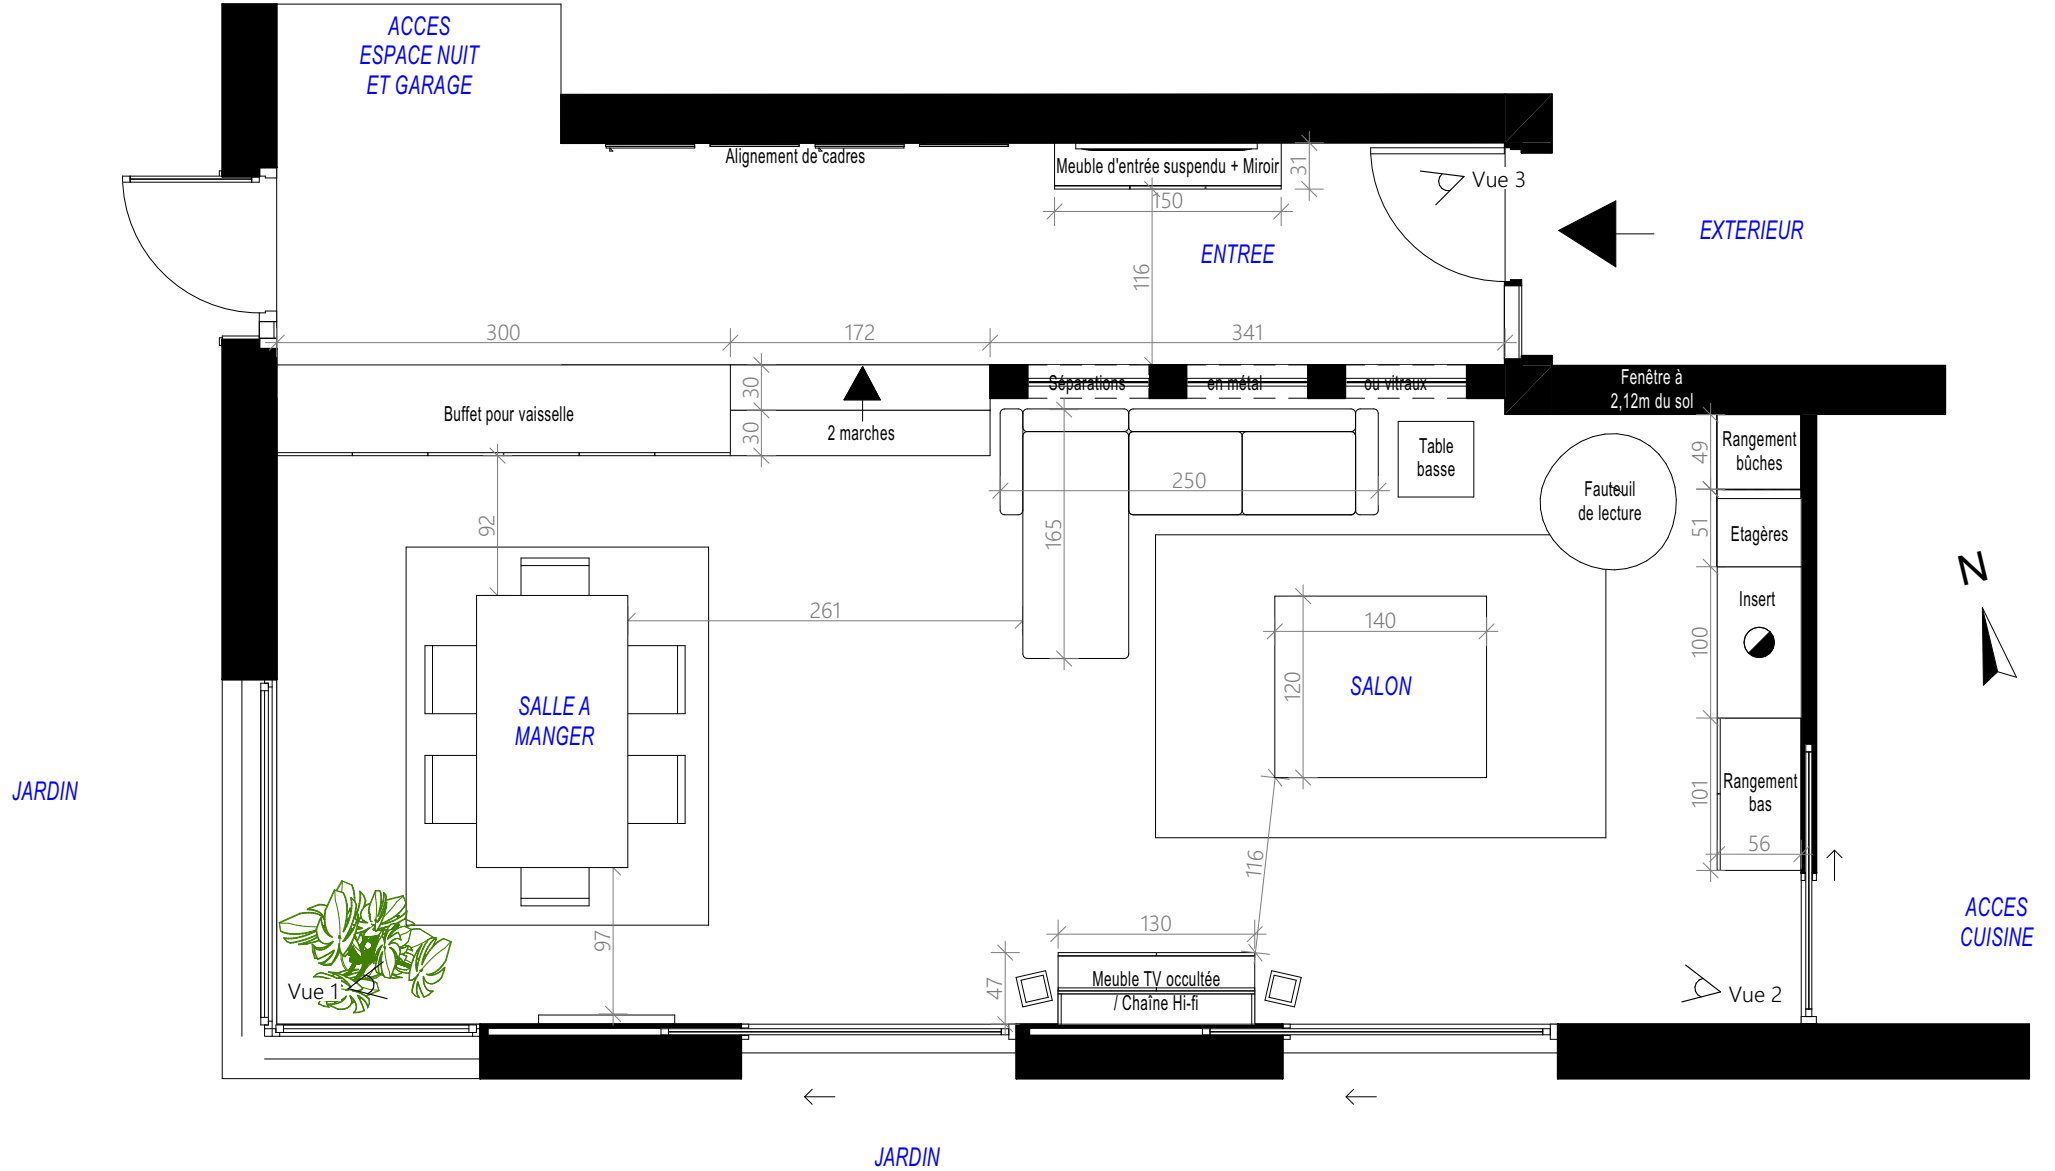 ACCES
ESPACE NUIT
ET GARAGE
Alignement de cadres
Meuble d'entrée suspendu + Miroir
31
Vue 3
150
EXTERIEUR
ENTREE
116
300
172
341
Séparations
en métal
ou vitraux
Fenêtre à
2,12m du sol
30
30
Buffet pour vaisselle
2 marches
Table
basse
Rangement
bûches
49
250
Fauteuil
de lecture
92
165
51
Etagères
N
261
140
Insert
100
120
SALON
SALLE A
MANGER
JARDIN
Rangement
bas
101
56
116
ACCES
CUISINE
130
97
47
Meuble TV occultée
/ Chaîne Hi-fi
Vue 1
Vue 2
JARDIN